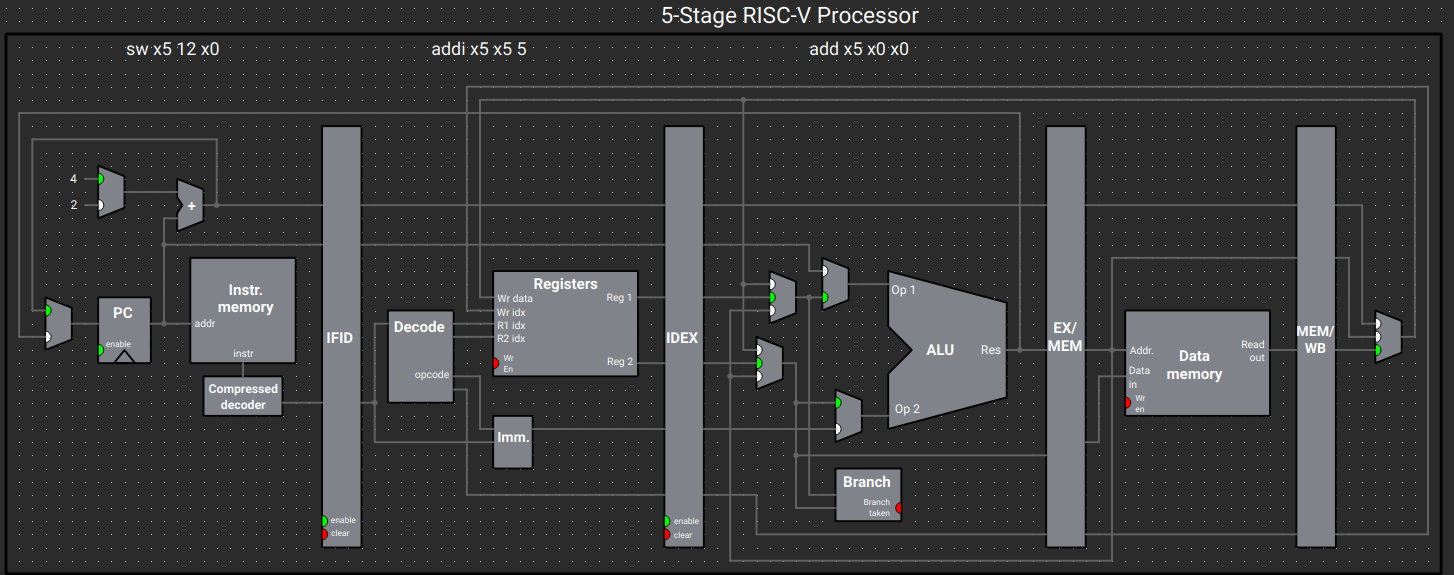 5-Stage RISC-V Processor
sw x5 12 x0
addi x5 x5 5
add x5 x0 x0
4
2
+
PC
enable
Instr.
memory
addr
instr
Compressed
decoder
IFID
enable
clear
Decode
opcode
Registers
Wr data
Wr idx
R1 idx
R2 idx
Wr
En
Reg 1
Reg 2
Imm.
IDEX
enable
clear
Op 1
ALU
Res
Op 2
Branch
Branch
taken
EX/
MEM
Addr.
Data
in
Wr
en
Data
memory
Read
out
MEM/
WB